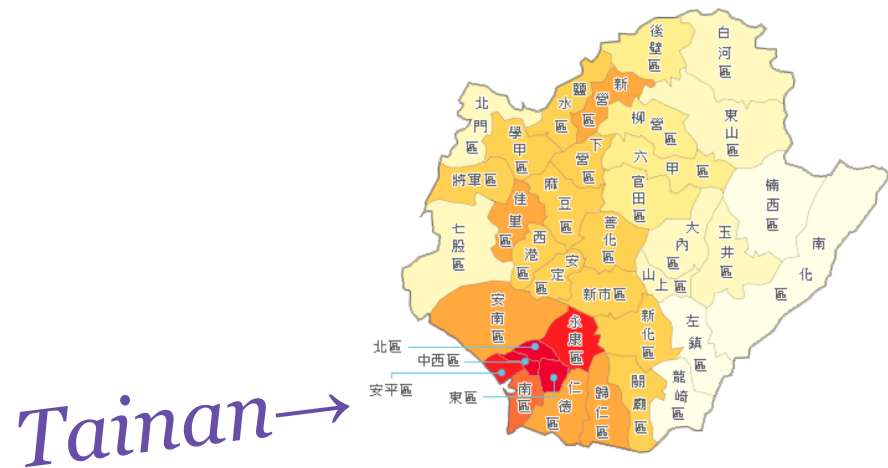 後壁區
白河區
鹽水區
新營區
北門區
學甲區
柳營區
東山區
下營區
六甲區
將軍區
麻豆區
官田區
楠西區
佳里區
七股區
西港區
善化區
大內區
玉井區
南化區
安定區
山上區
新市區
安南區
永康區
新化區
左鎮區
北區
中西區
安平區
東區
南區
仁德區
歸仁區
關廟區
龍崎區
Tainan→